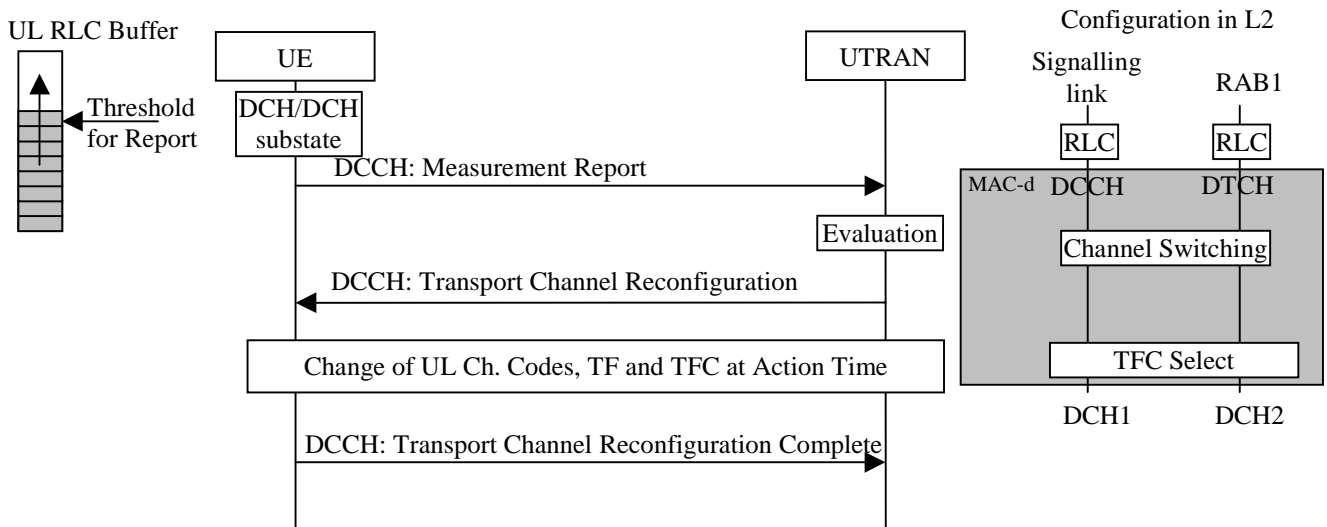 UL RLC Buffer
Threshold
for Report
UE
DCH/DCH
substate
UTRAN
DCCH: Measurement Report
Evaluation
DCCH: Transport Channel Reconfiguration
Change of UL Ch. Codes, TF and TFC at Action Time
DCCH: Transport Channel Reconfiguration Complete
Configuration in L2
Signalling
link
RAB1
RLC
RLC
MAC-d
DCCH
DTCH
Channel Switching
TFC Select
DCH1
DCH2